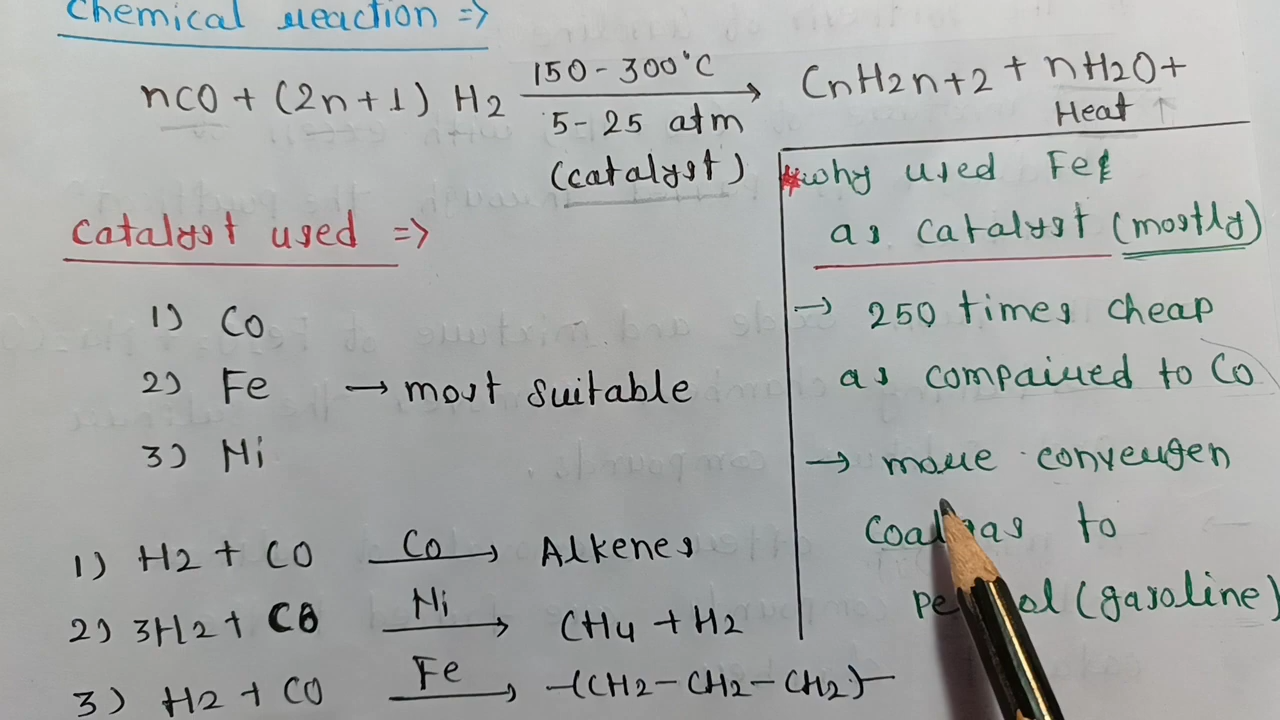 Chemical reaction =>
nCO + (2n+1) H2 150-300°C CnH2n+2 + nH2O +
5-25 atm Heat ↑
(catalyst)
catalyst used =>
1) Co
2) Fe → most suitable
3) Ni
1) H2 + CO Co → Alkenes
2) 3H2 + CO Ni → CH4 + H2
3) H2 + CO Fe → -(CH2-CH2-CH2)-
*why used Fe
as catalyst (mostly)
→ 250 times cheap
as compaired to Co
→ more convergen
to
(gasoline)